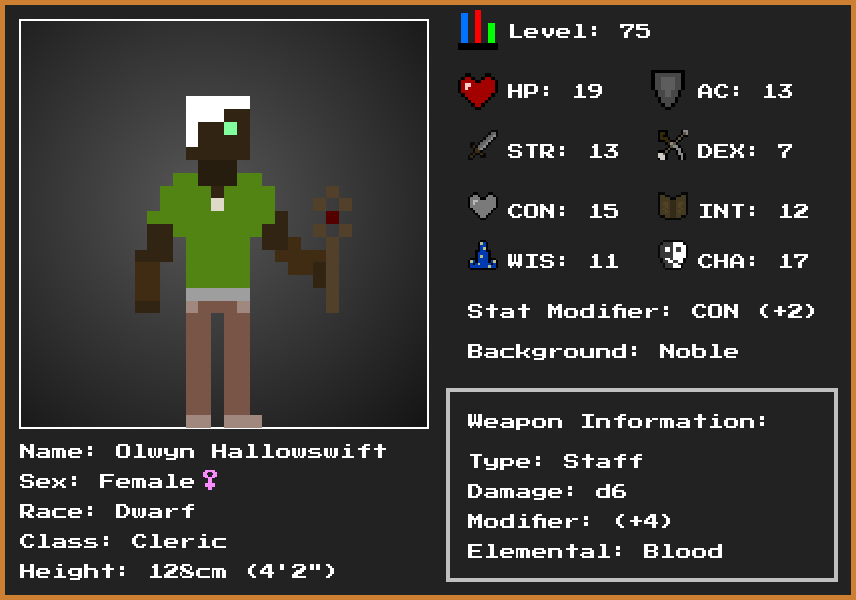 Level: 75
HP: 19 AC: 13
STR: 13 DEX: 7
CON: 15 INT: 12
WIS: 11 CHA: 17
Stat Modifier: CON (+2)
Background: Noble
Weapon Information:
Type: Staff
Damage: d6
Modifier: (+4)
Elemental: Blood
Name: Olwyn Hallowswift
Sex: Female♀
Race: Dwarf
Class: Cleric
Height: 128cm (4'2")